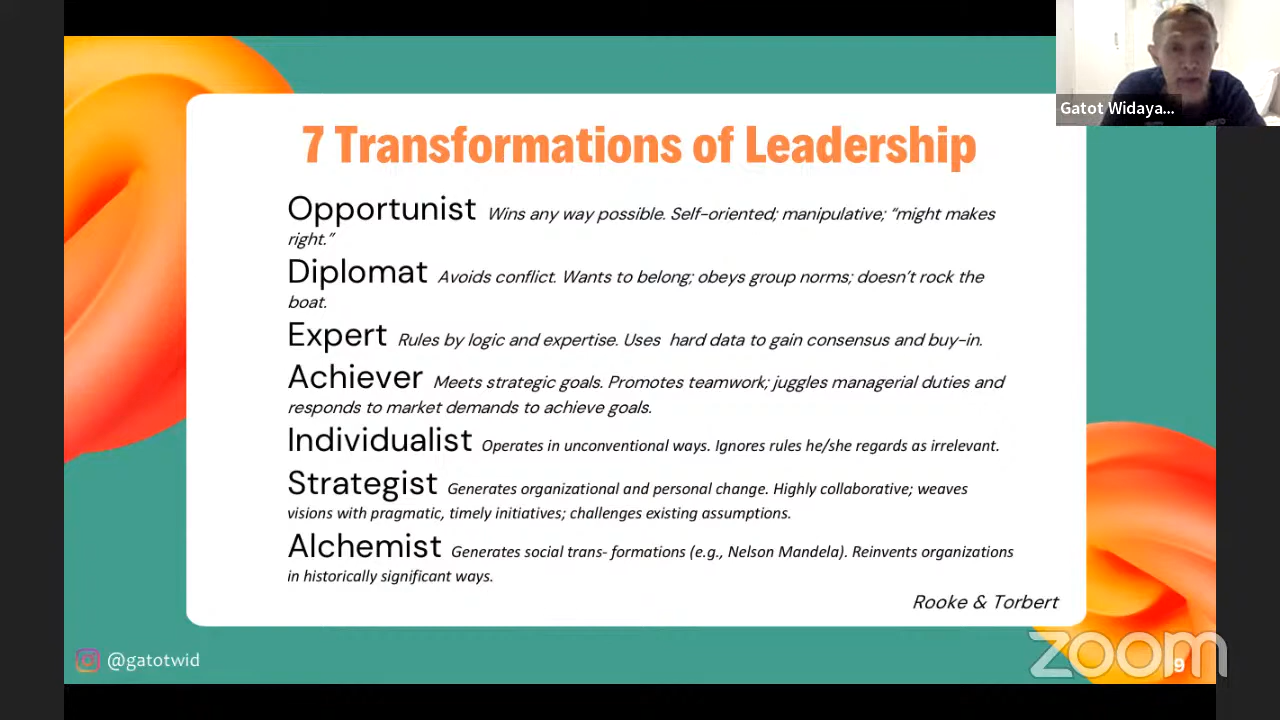 Gatot Widaya...
7 Transformations of Leadership
Opportunist Wins any way possible. Self-oriented; manipulative; “might makes
right.”
Diplomat Avoids conflict. Wants to belong; obeys group norms; doesn’t rock the
boat.
Expert Rules by logic and expertise. Uses  hard data to gain consensus and buy-in.
Achiever Meets strategic goals. Promotes teamwork; juggles managerial duties and
responds to market demands to achieve goals.
Individualist Operates in unconventional ways. Ignores rules he/she regards as irrelevant.
Strategist Generates organizational and personal change. Highly collaborative; weaves
visions with pragmatic, timely initiatives; challenges existing assumptions.
Alchemist Generates social trans- formations (e.g., Nelson Mandela). Reinvents organizations
in historically significant ways.
Rooke & Torbert
@gatotwid
zoom
9